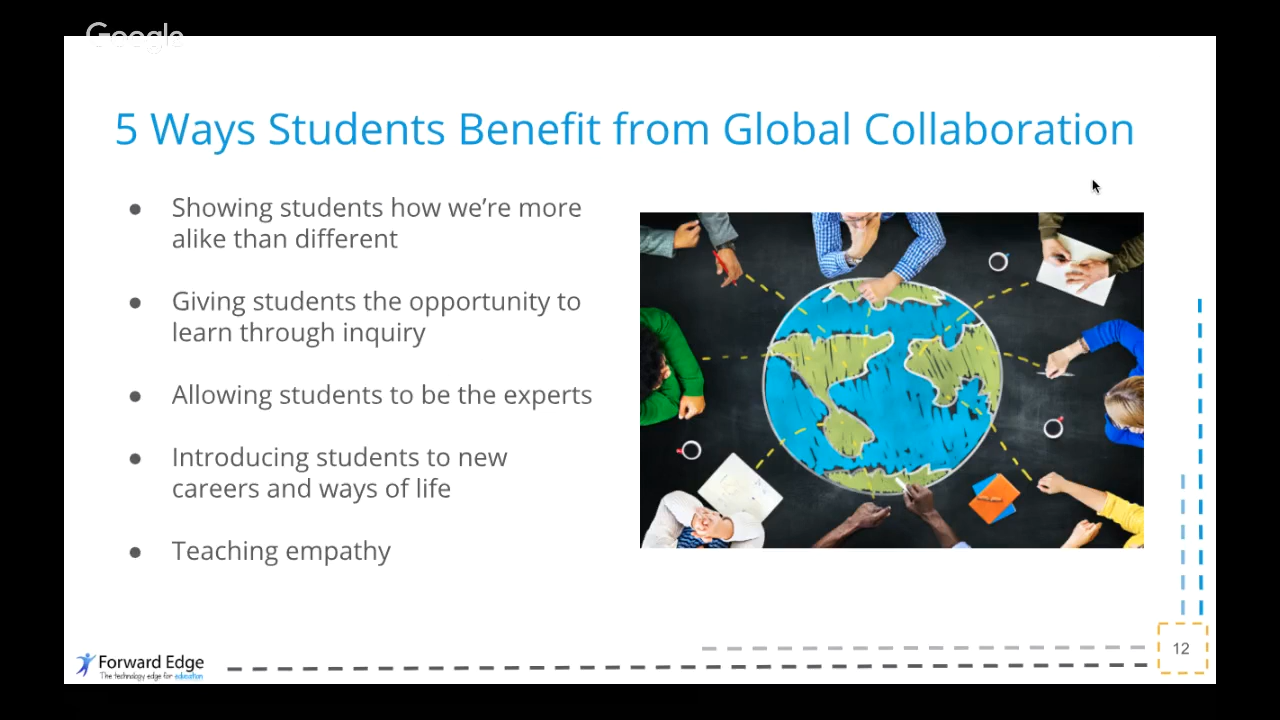 Google
5 Ways Students Benefit from Global Collaboration
● Showing students how we’re more
alike than different
● Giving students the opportunity to
learn through inquiry
● Allowing students to be the experts
● Introducing students to new
careers and ways of life
● Teaching empathy
Forward Edge
The technology edge for education
12